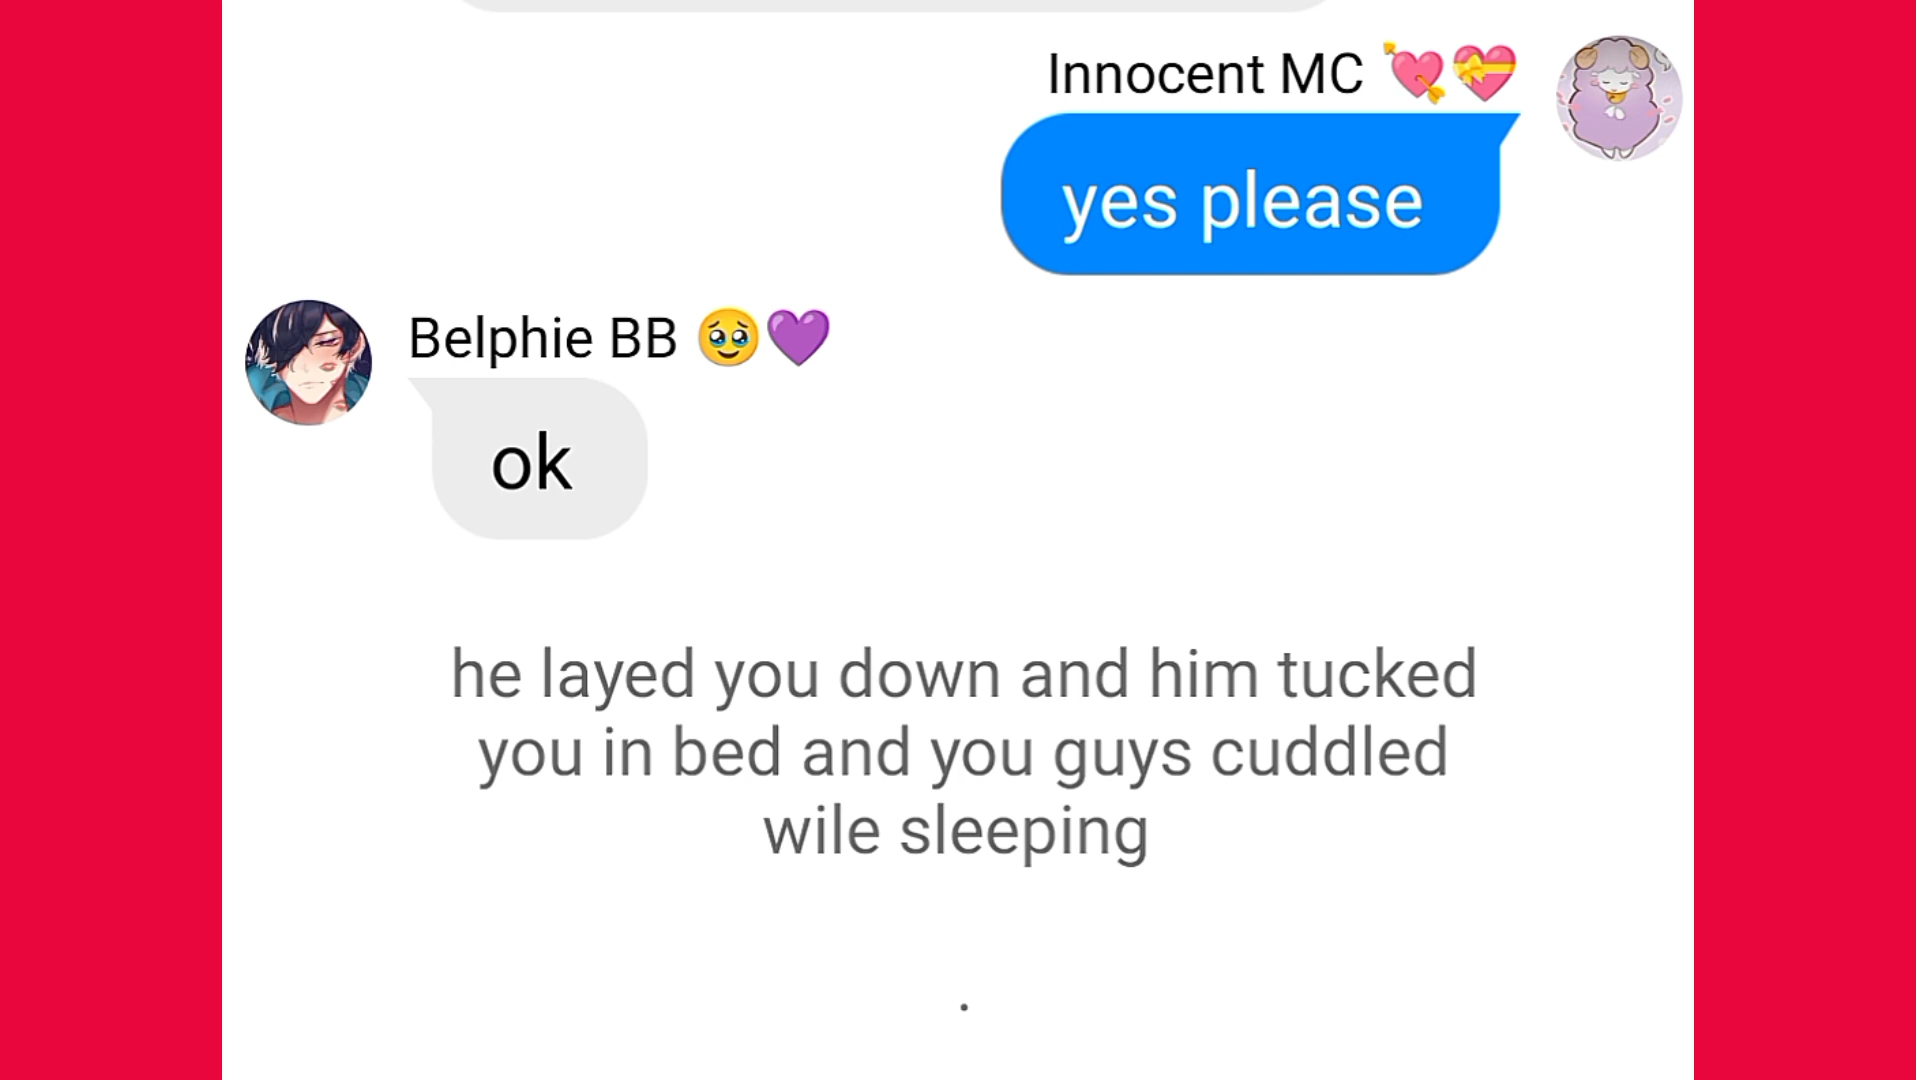 Innocent MC 💘💝
yes please
Belphie BB 🥹💜
ok
he layed you down and him tucked
you in bed and you guys cuddled
wile sleeping
.